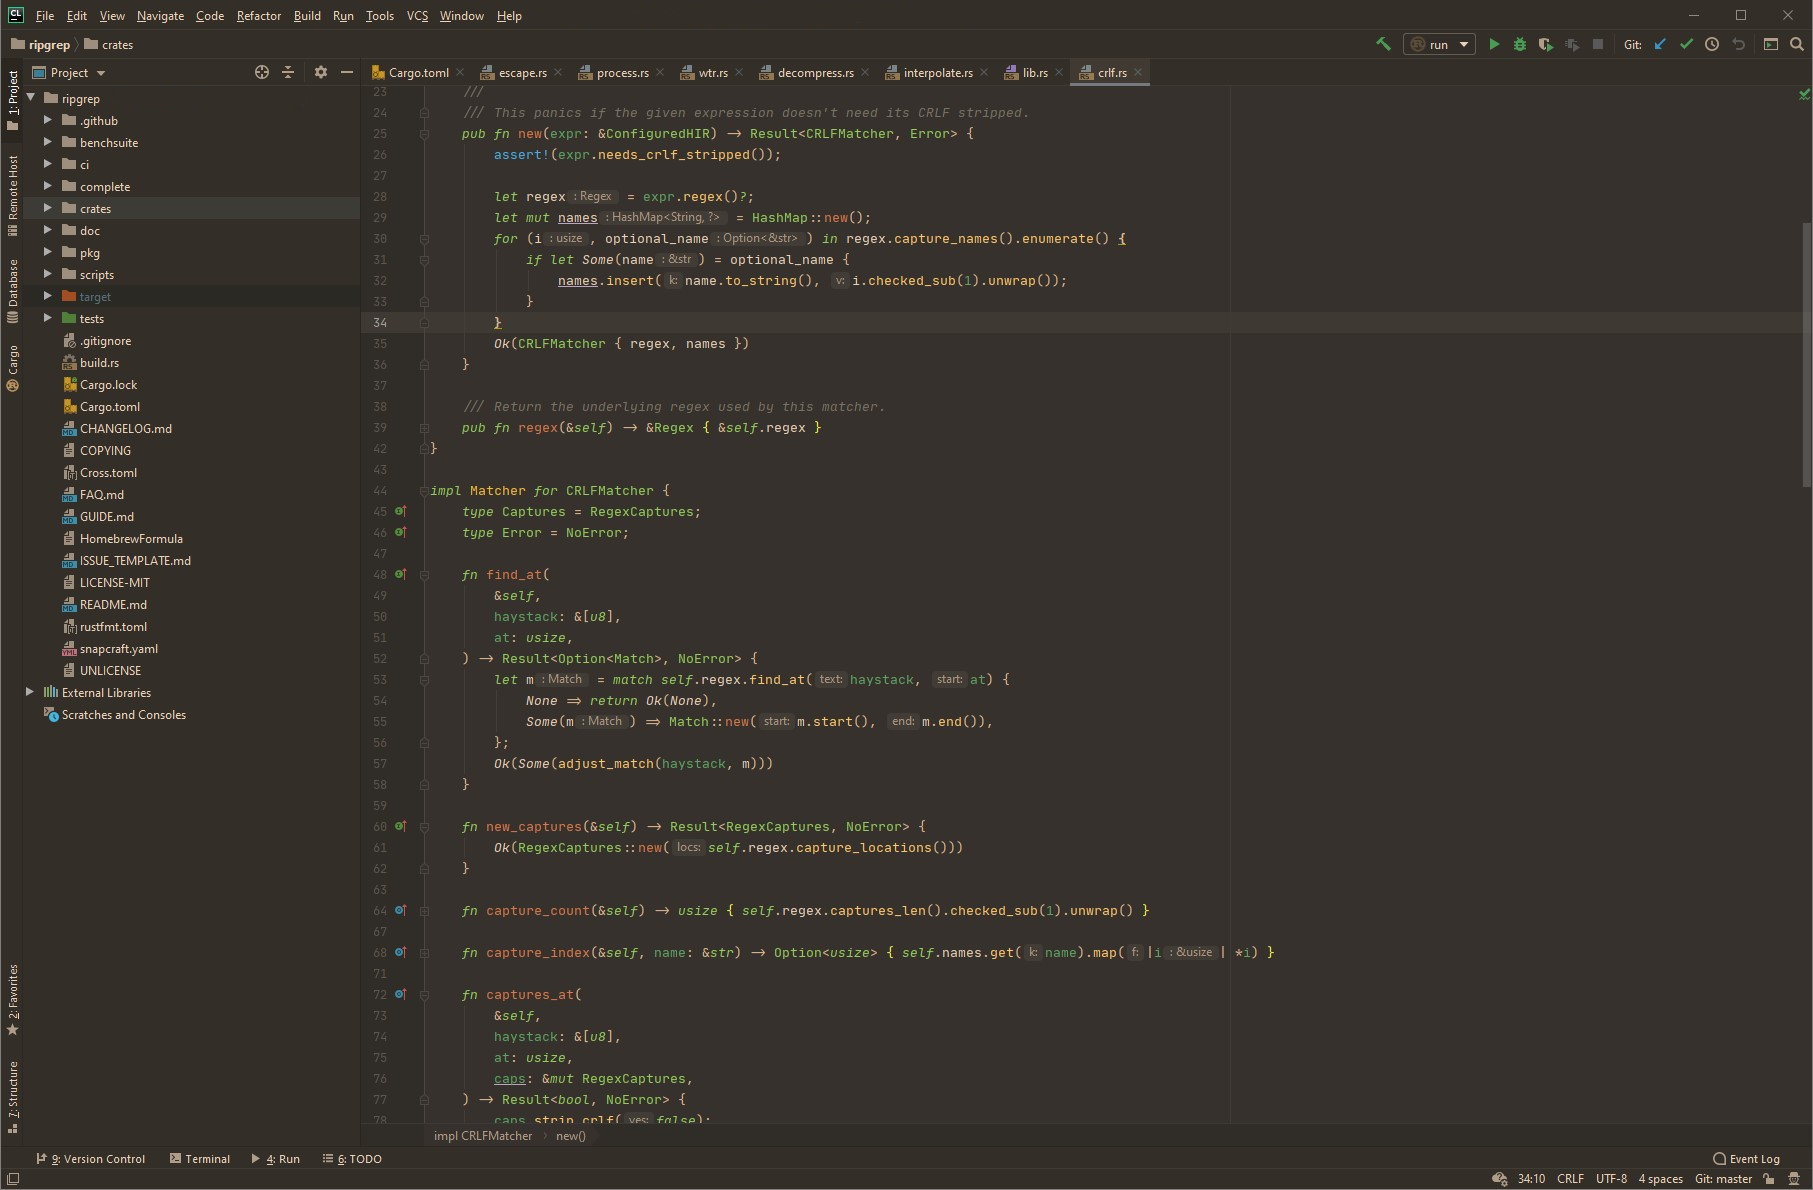 CL File Edit View Navigate Code Refactor Build Run Tools VCS Window Help
ripgrep crates run Git:
1: Project
Remote Host
Database
Cargo
2: Favorites
7: Structure
Project
ripgrep
.github
benchsuite
ci
complete
crates
doc
pkg
scripts
target
tests
.gitignore
build.rs
Cargo.lock
Cargo.toml
CHANGELOG.md
COPYING
Cross.toml
FAQ.md
GUIDE.md
HomebrewFormula
ISSUE_TEMPLATE.md
LICENSE-MIT
README.md
rustfmt.toml
snapcraft.yaml
UNLICENSE
External Libraries
Scratches and Consoles
Cargo.toml escape.rs process.rs wtr.rs decompress.rs interpolate.rs lib.rs crlf.rs
23 ///
24 /// This panics if the given expression doesn't need its CRLF stripped.
25 pub fn new(expr: &ConfiguredHIR) → Result<CRLFMatcher, Error> {
26 assert!(expr.needs_crlf_stripped());
27
28 let regex : Regex = expr.regex()?;
29 let mut names : HashMap<String, ?> = HashMap::new();
30 for (i : usize , optional_name : Option<&str> ) in regex.capture_names().enumerate() {
31 if let Some(name : &str ) = optional_name {
32 names.insert( k: name.to_string(), v: i.checked_sub(1).unwrap());
33 }
34 }
35 Ok(CRLFMatcher { regex, names })
36 }
37
38 /// Return the underlying regex used by this matcher.
39 pub fn regex(&self) → &Regex { &self.regex }
42 }
43
44 impl Matcher for CRLFMatcher {
45 type Captures = RegexCaptures;
46 type Error = NoError;
47
48 fn find_at(
49 &self,
50 haystack: &[u8],
51 at: usize,
52 ) → Result<Option<Match>, NoError> {
53 let m : Match = match self.regex.find_at( text: haystack, start: at) {
54 None ⇒ return Ok(None),
55 Some(m : Match ) ⇒ Match::new( start: m.start(), end: m.end()),
56 };
57 Ok(Some(adjust_match(haystack, m)))
58 }
59
60 fn new_captures(&self) → Result<RegexCaptures, NoError> {
61 Ok(RegexCaptures::new( locs: self.regex.capture_locations()))
62 }
63
64 fn capture_count(&self) → usize { self.regex.captures_len().checked_sub(1).unwrap() }
67
68 fn capture_index(&self, name: &str) → Option<usize> { self.names.get( k: name).map( f: |i : &usize | *i) }
71
72 fn captures_at(
73 &self,
74 haystack: &[u8],
75 at: usize,
76 caps: &mut RegexCaptures,
77 ) → Result<bool, NoError> {
78 caps.strip_crlf( yes: false);
impl CRLFMatcher new()
9: Version Control Terminal 4: Run 6: TODO Event Log
34:10 CRLF UTF-8 4 spaces Git: master